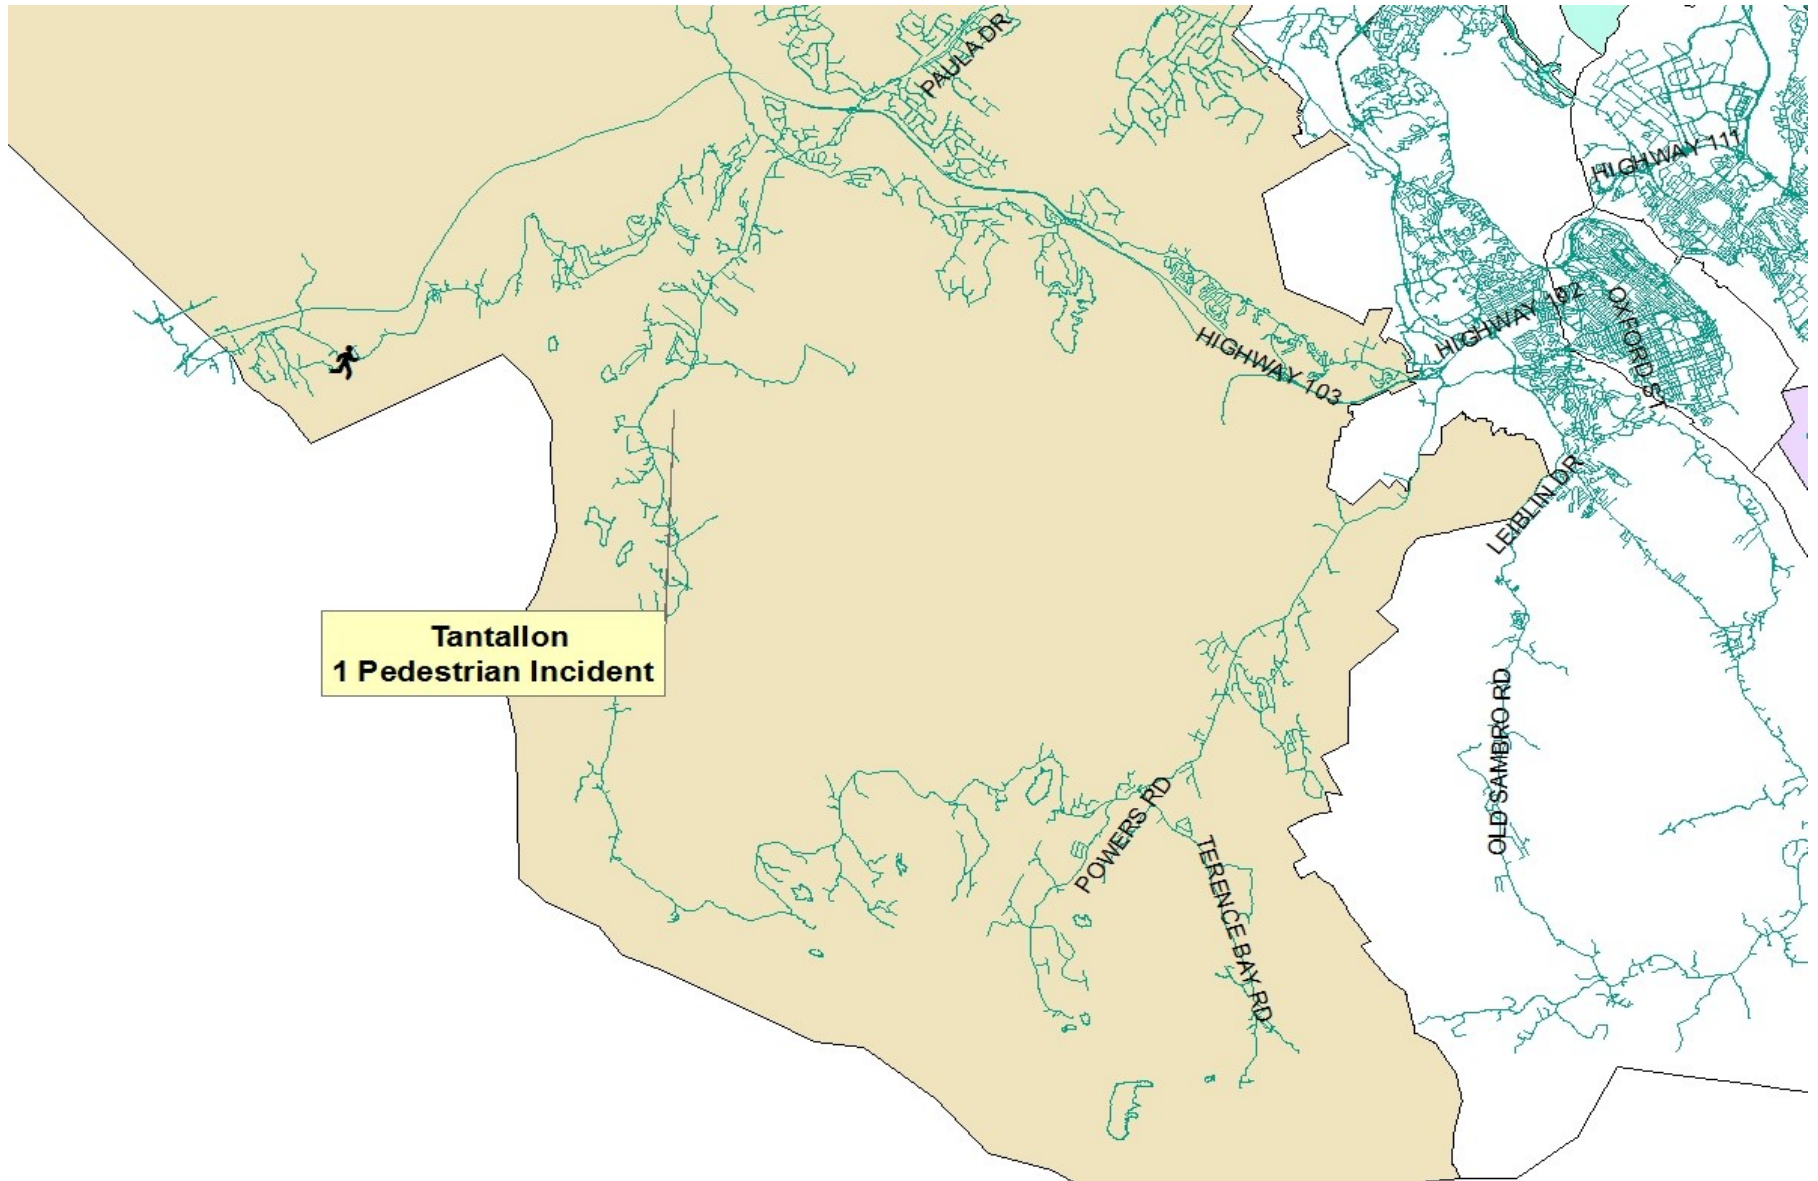 PAULA DR
HIGHWAY 111
HIGHWAY 102
OXFORD ST
HIGHWAY 103
LEIBLIN DR
Tantallon
1 Pedestrian Incident
OLD SAMBRO RD
POWERS RD
TERENCE BAY RD